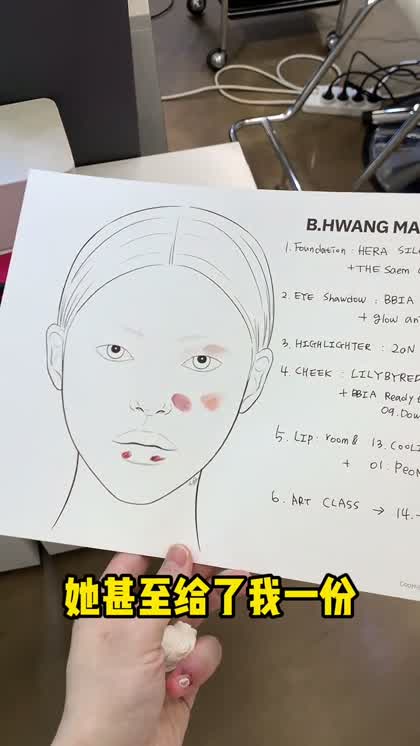 B.HWANG MA
1. Foundation : HERA SIL
+ THE Saem
2. EYE Shawdow : BBIA
+ glow an
3. HIGHLIGHTER : 2aN
4. CHEEK : LILYBYRED
+ BBIA Ready t
09. Dow
5. LIP : rom& 13. COOLI
+ 01. PEON
6. ART CLASS → 14.
她甚至给了我一份